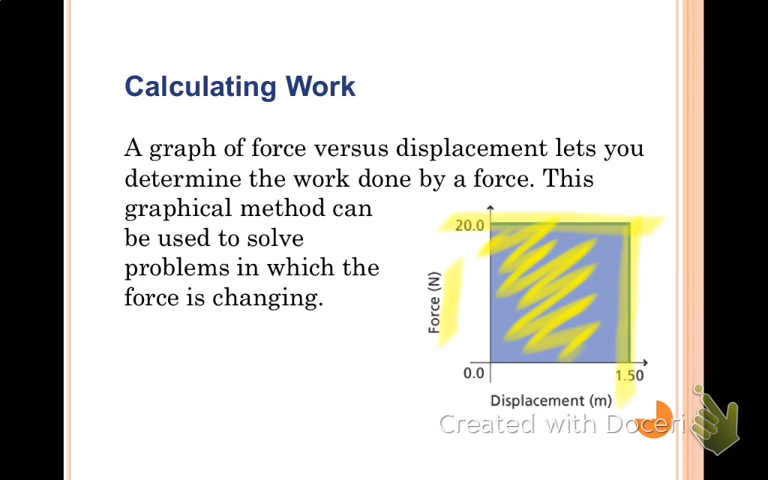 Calculating Work
A graph of force versus displacement lets you
determine the work done by a force. This
graphical method can
be used to solve
problems in which the
force is changing.
20.0
Force (N)
0.0
1.50
Displacement (m)
Created with Doceri